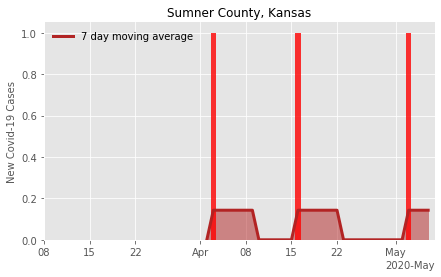 Sumner County, Kansas
7 day moving average
New Covid-19 Cases
1.0
0.8
0.6
0.4
0.2
0.0
08 15 22 Apr 08 15 22 May
2020-May